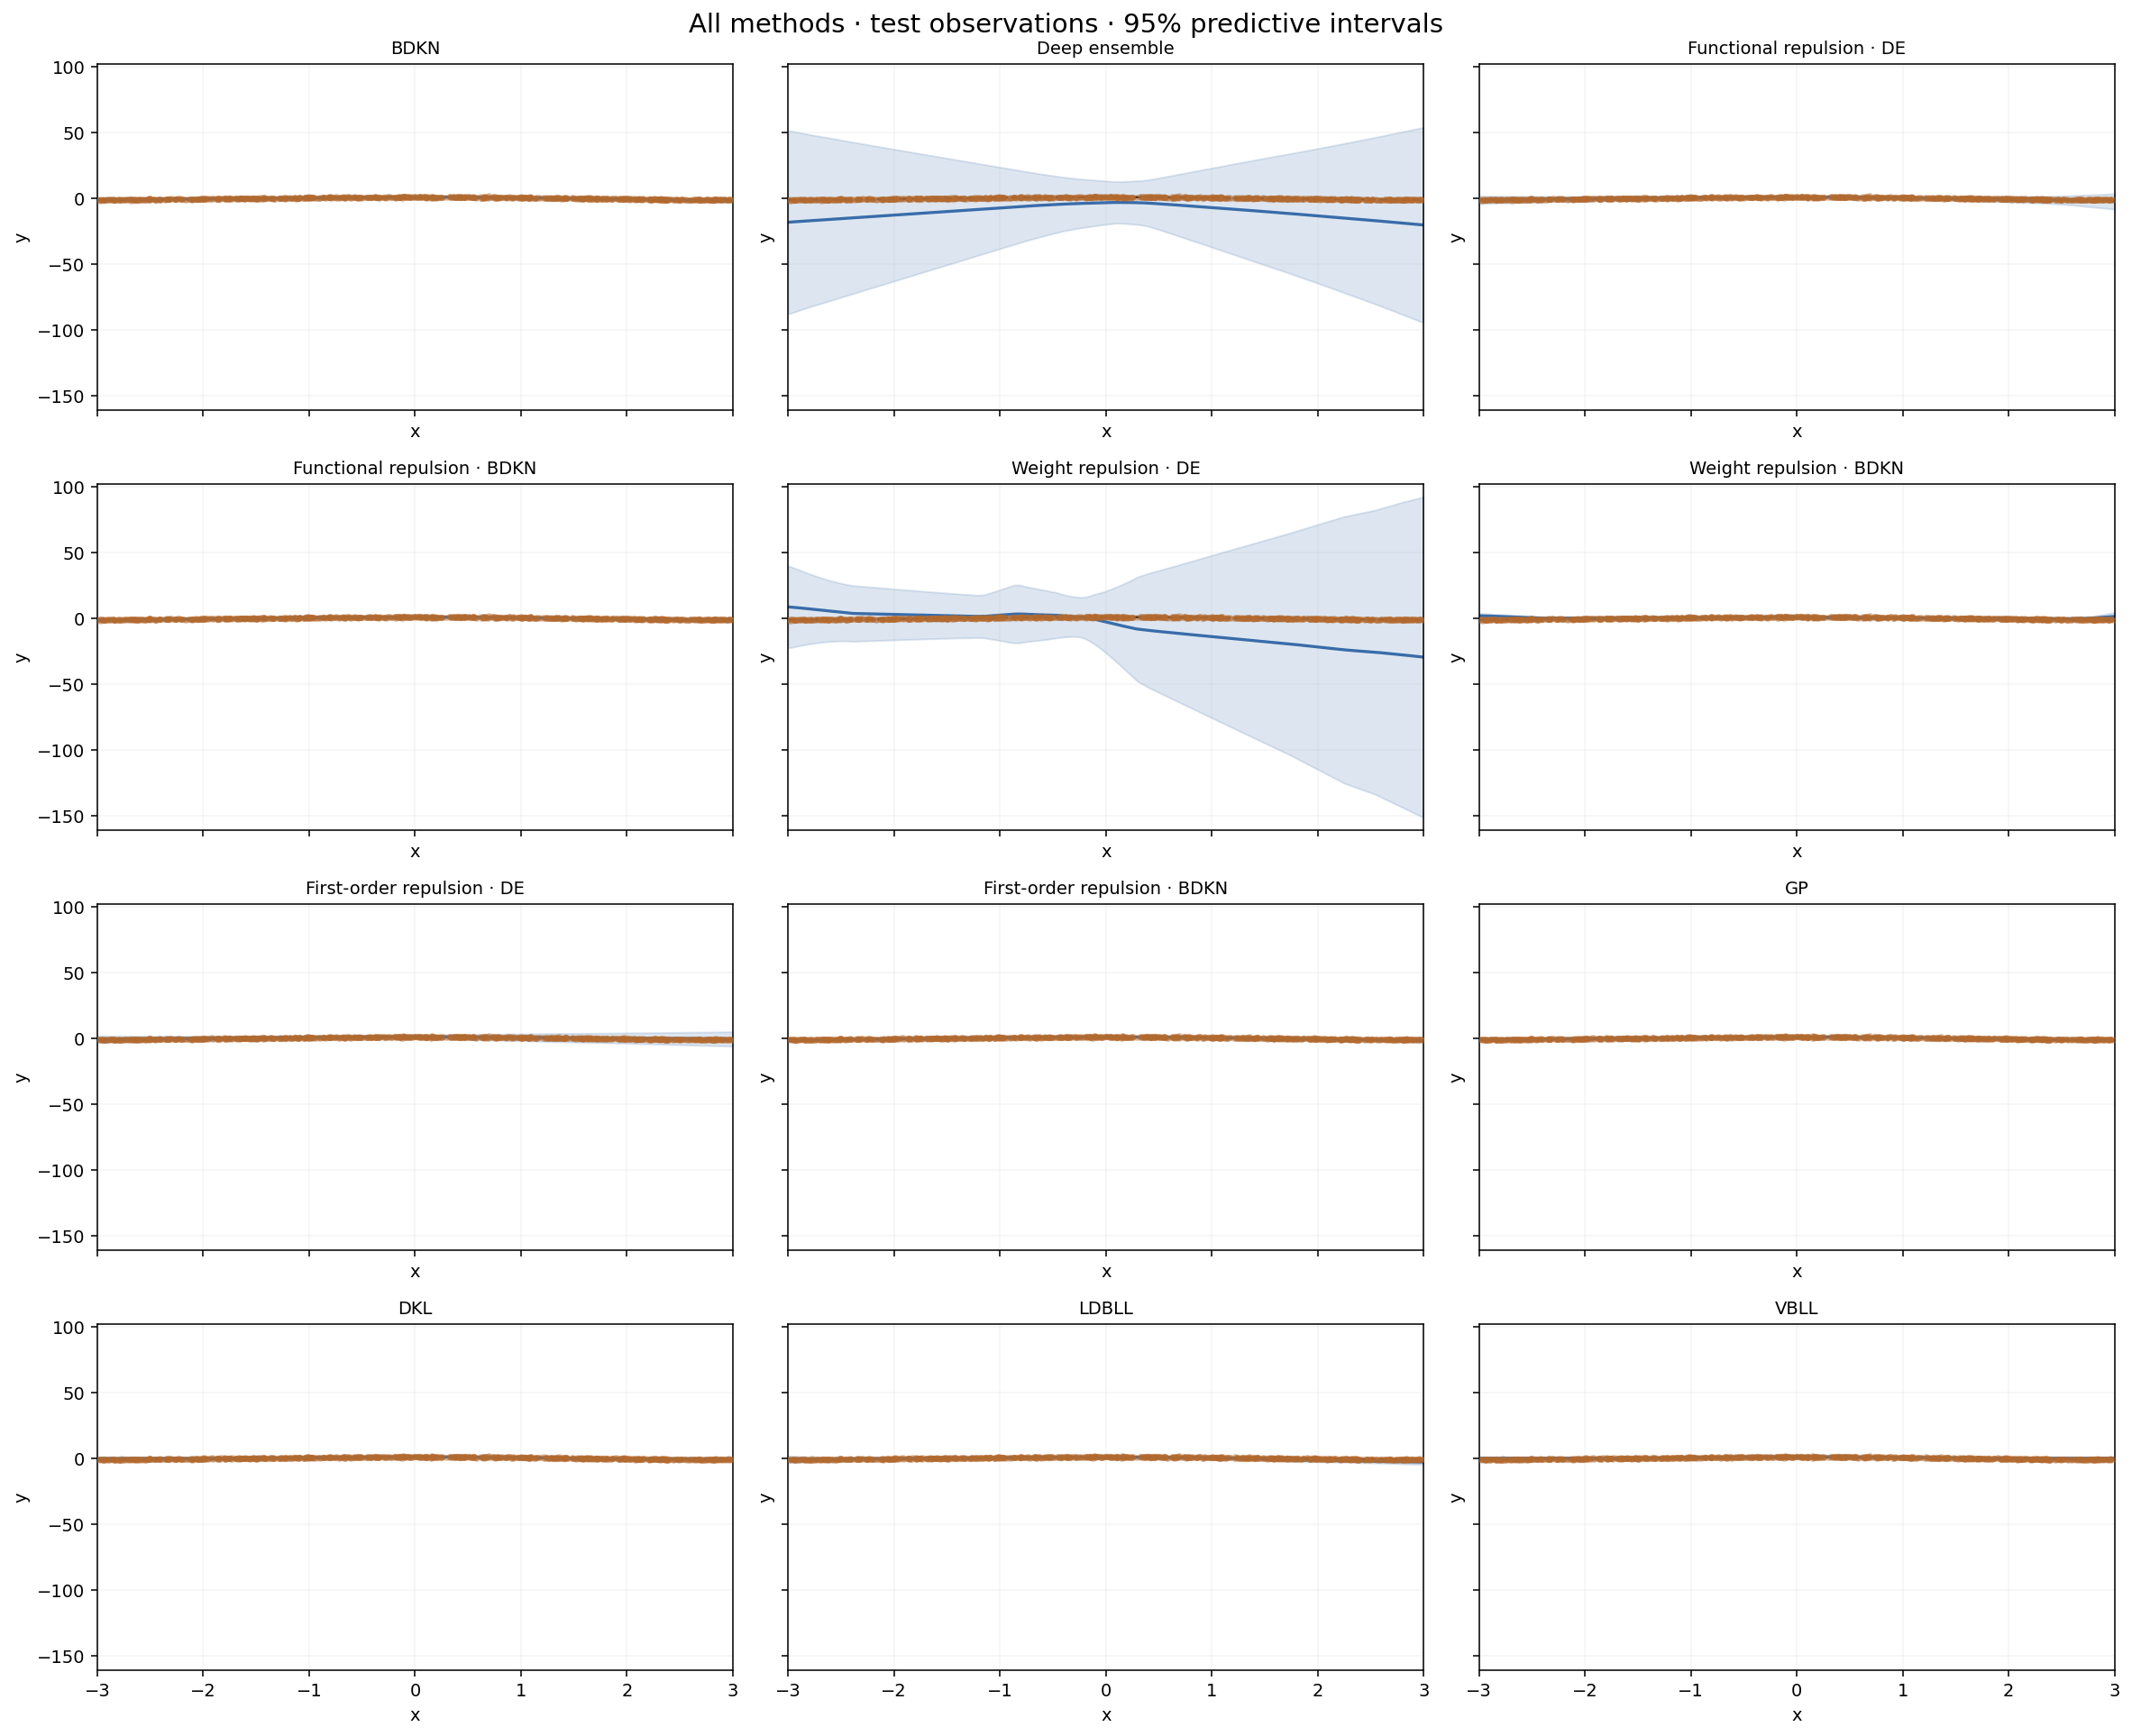 All methods · test observations · 95% predictive intervals
BDKN
Deep ensemble
Functional repulsion · DE
100
50
0
−50
−100
−150
y
y
y
x
x
x
Functional repulsion · BDKN
Weight repulsion · DE
Weight repulsion · BDKN
100
50
0
−50
−100
−150
y
y
y
x
x
x
First-order repulsion · DE
First-order repulsion · BDKN
GP
100
50
0
−50
−100
−150
y
y
y
x
x
x
DKL
LDBLL
VBLL
100
50
0
−50
−100
−150
y
y
y
−3 −2 −1 0 1 2 3
−3 −2 −1 0 1 2 3
−3 −2 −1 0 1 2 3
x
x
x